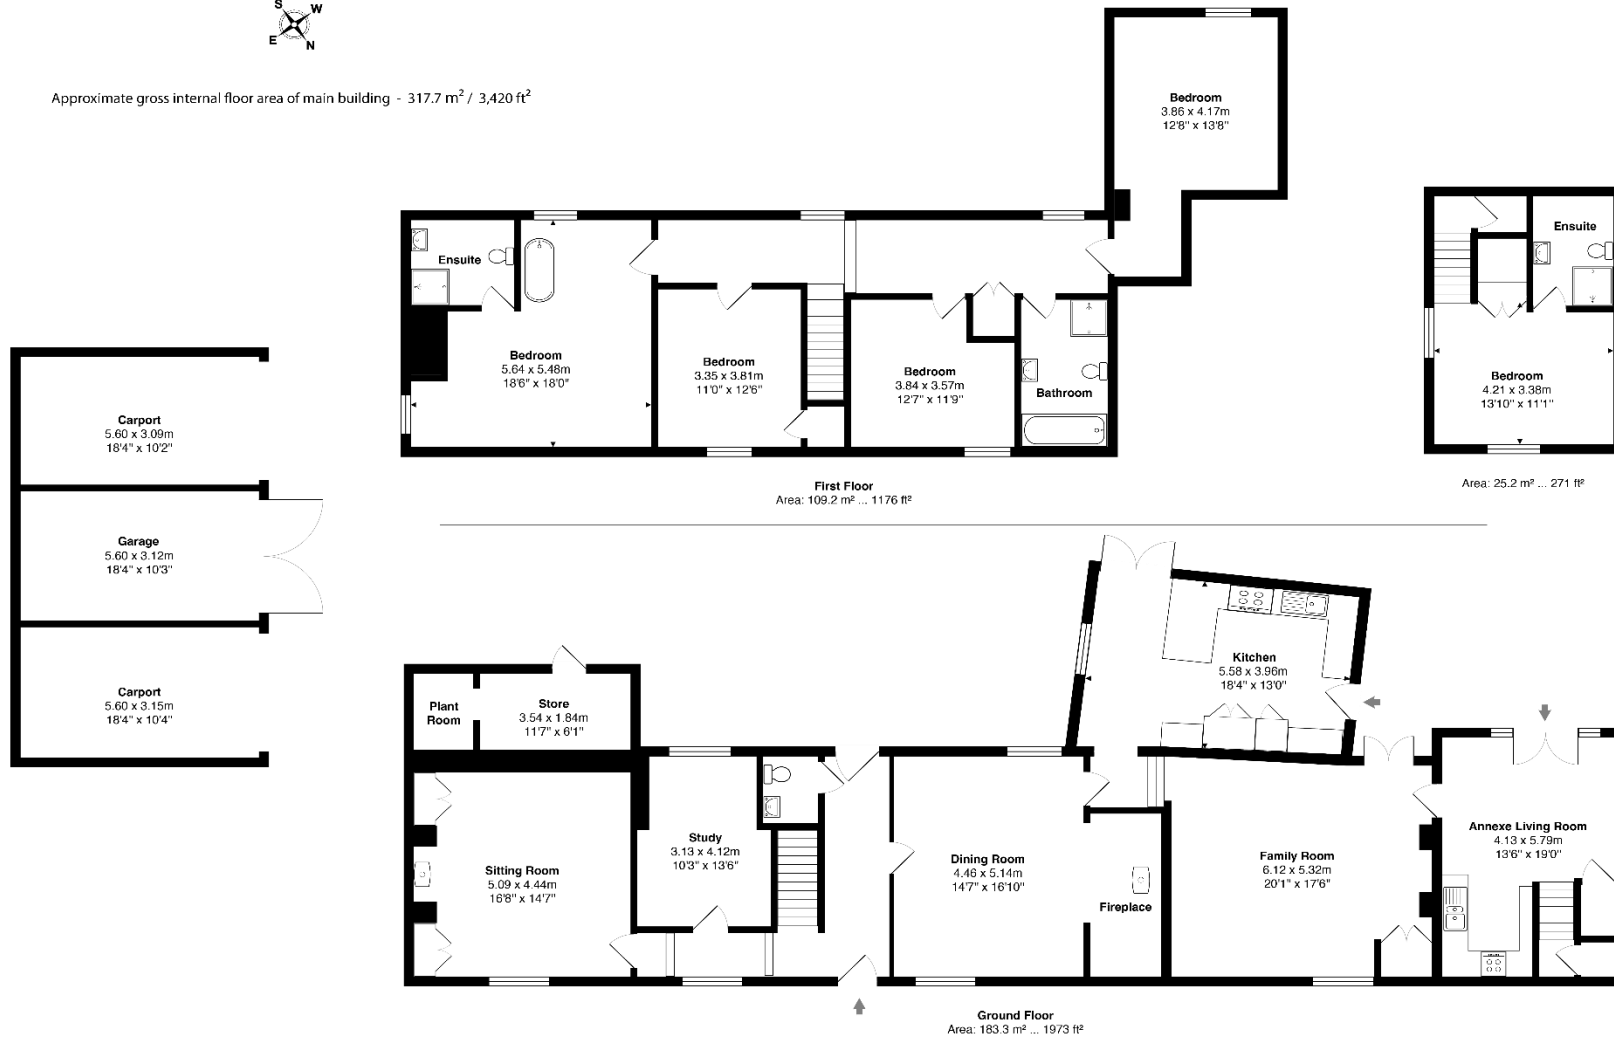 S
W
E
N
Approximate gross internal floor area of main building - 317.7 m² / 3,420 ft²
Bedroom
3.86 x 4.17m
12'8" x 13'8"
Ensuite
Bedroom
5.64 x 5.48m
18'6" x 18'0"
Bedroom
3.35 x 3.81m
11'0" x 12'6"
Bedroom
3.84 x 3.57m
12'7" x 11'9"
Bathroom
First Floor
Area: 109.2 m² ... 1176 ft²
Ensuite
Bedroom
4.21 x 3.38m
13'10" x 11'1"
Area: 25.2 m² ... 271 ft²
Carport
5.60 x 3.09m
18'4" x 10'2"
Garage
5.60 x 3.12m
18'4" x 10'3"
Carport
5.60 x 3.15m
18'4" x 10'4"
Plant
Room
Store
3.54 x 1.84m
11'7" x 6'1"
Kitchen
5.58 x 3.96m
18'4" x 13'0"
Sitting Room
5.09 x 4.44m
16'8" x 14'7"
Study
3.13 x 4.12m
10'3" x 13'6"
Dining Room
4.46 x 5.14m
14'7" x 16'10"
Fireplace
Family Room
6.12 x 5.32m
20'1" x 17'6"
Annexe Living Room
4.13 x 5.79m
13'6" x 19'0"
Ground Floor
Area: 183.3 m² ... 1973 ft²